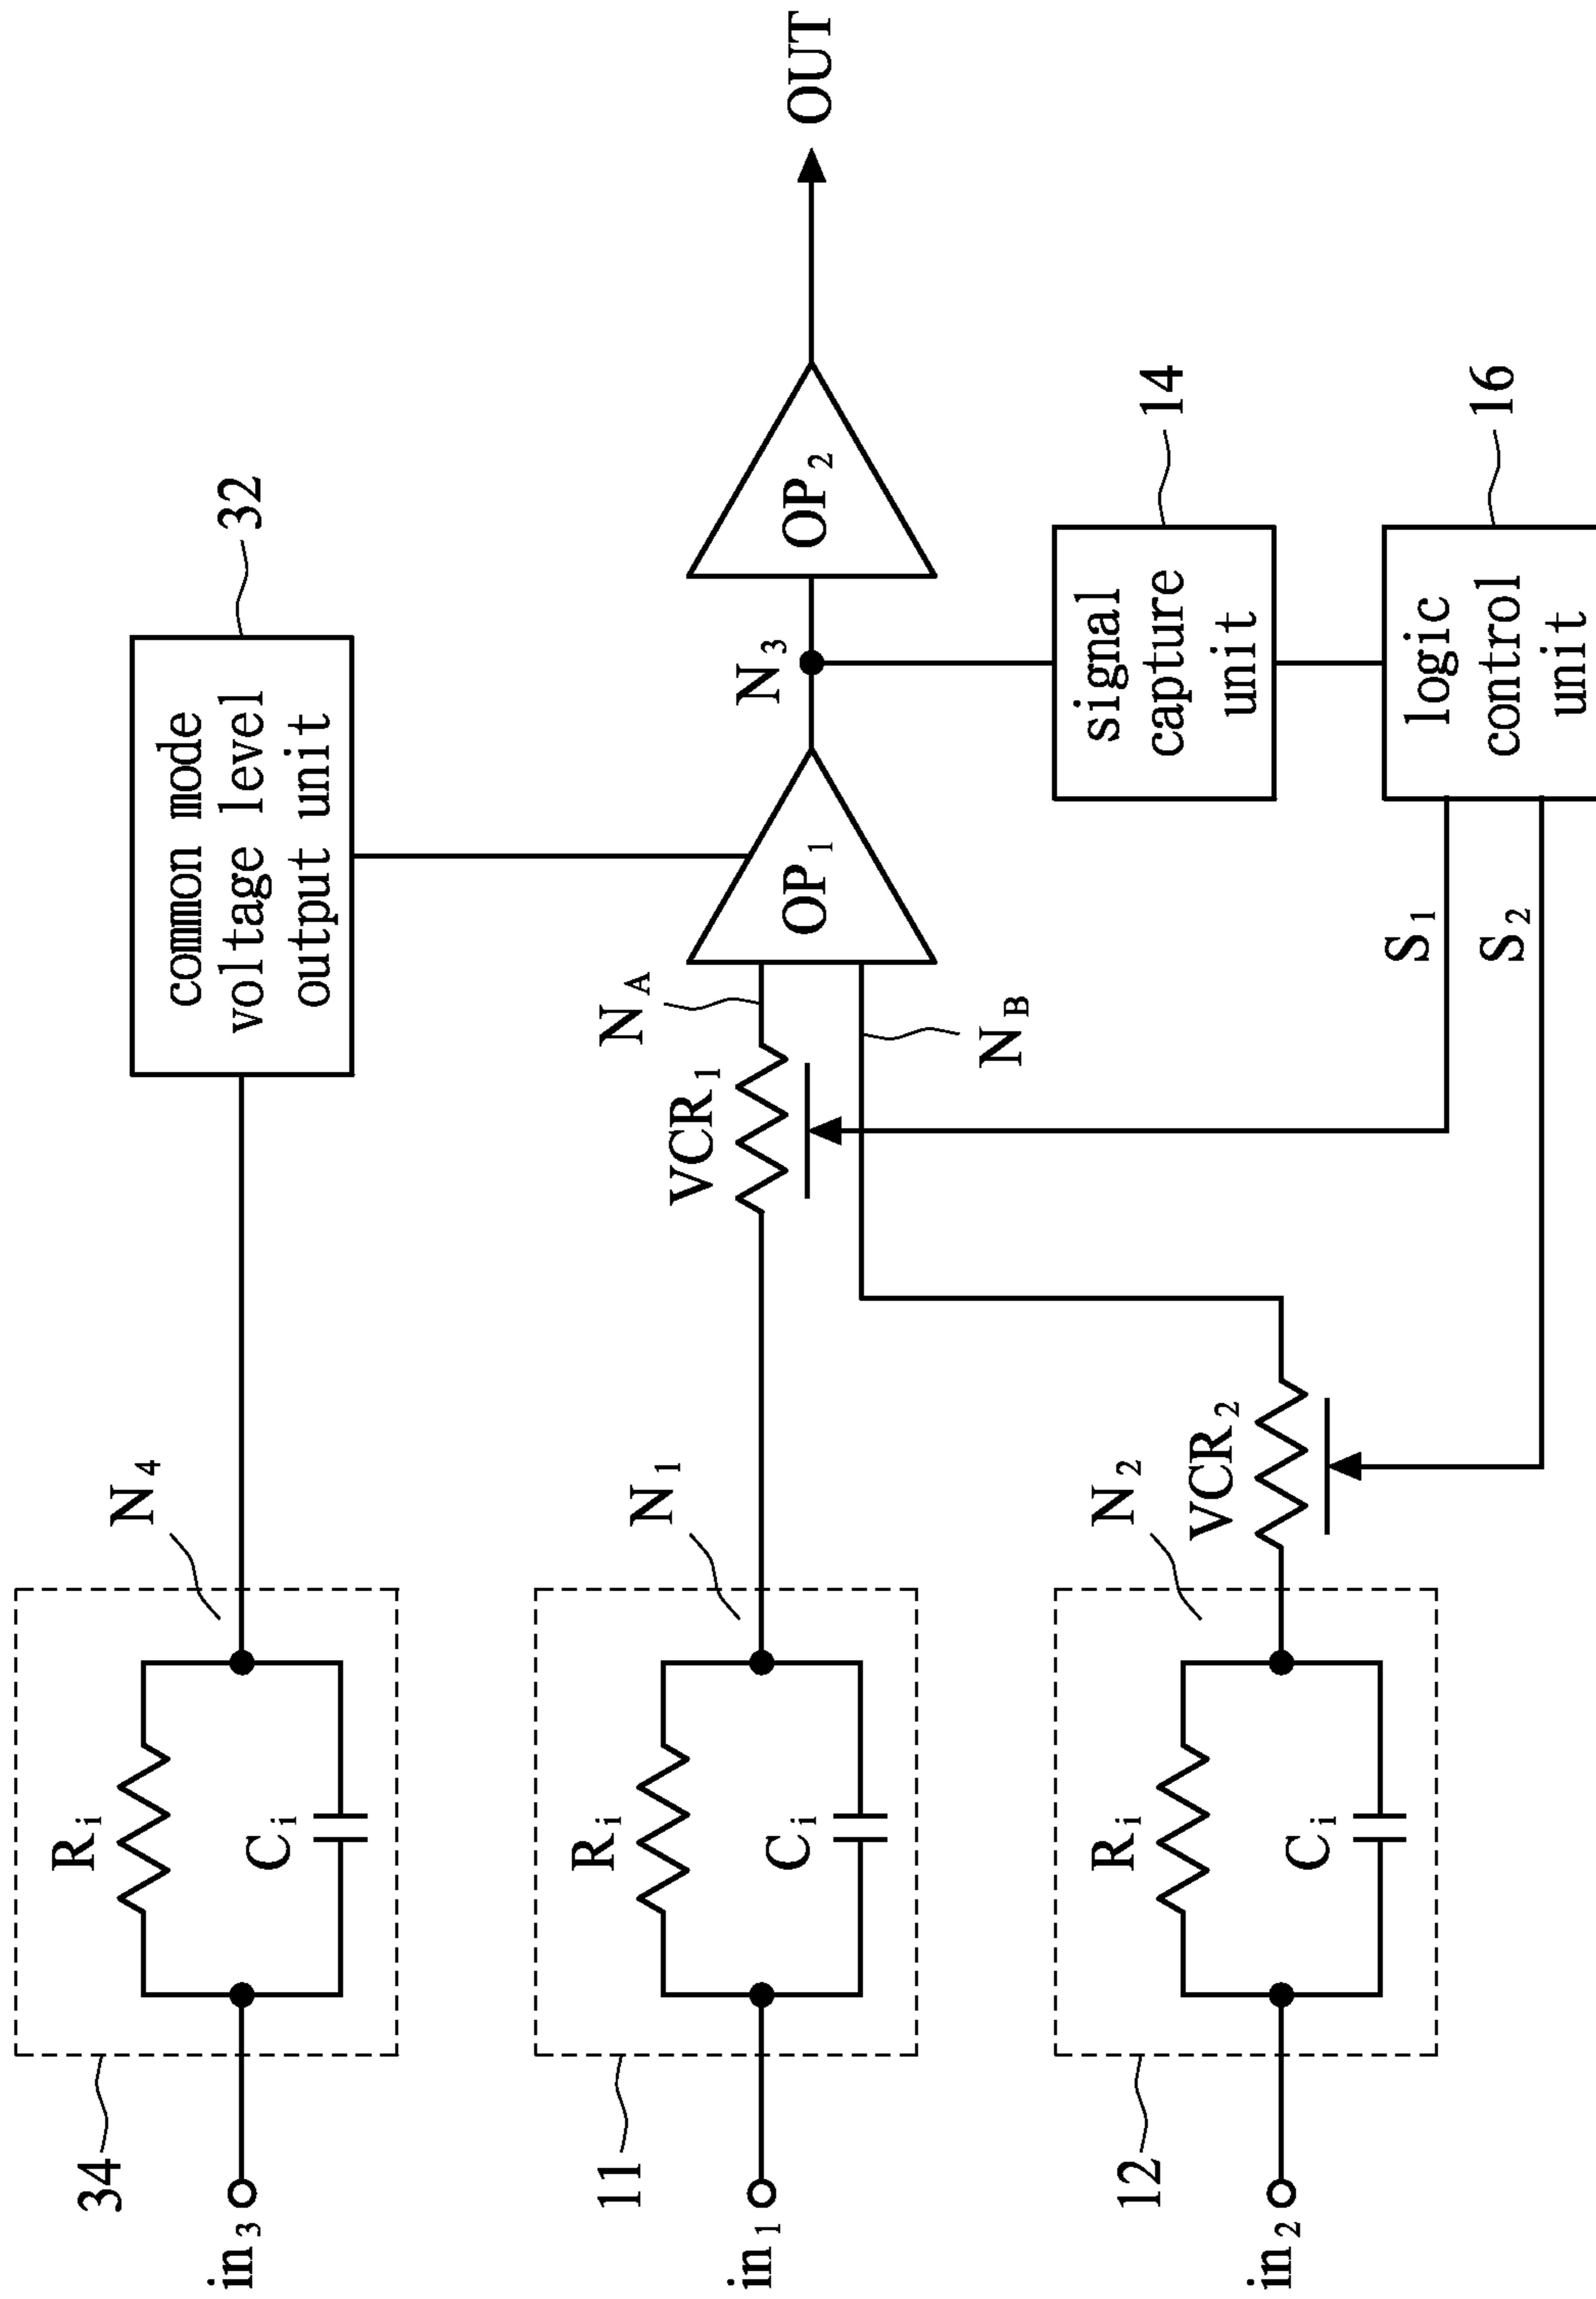 34
in3
Ri
Ci
N4
common mode
voltage level
output unit
32
11
in1
Ri
Ci
N1
VCR1
NA
NB
OP1
N3
OP2
OUT
12
in2
Ri
Ci
N2
VCR2
S1
S2
signal
capture
unit
14
logic
control
unit
16